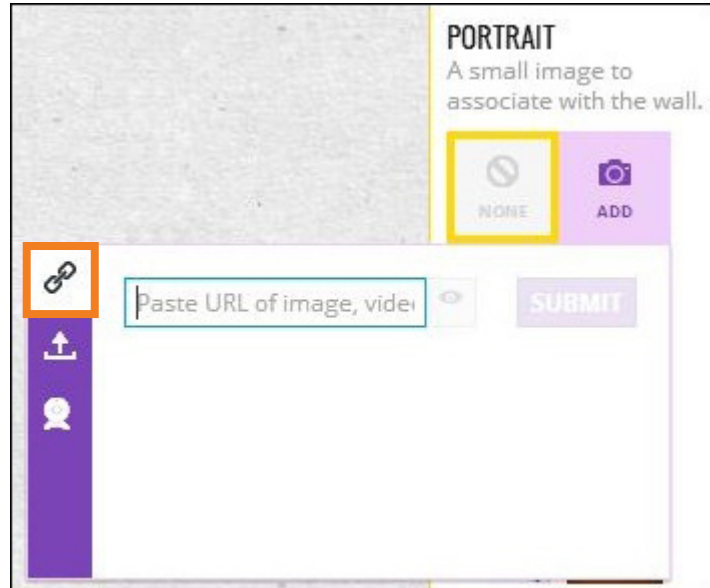 PORTRAIT
A small image to
associate with the wall.
NONE
ADD
Paste URL of image, vide
SUBMIT